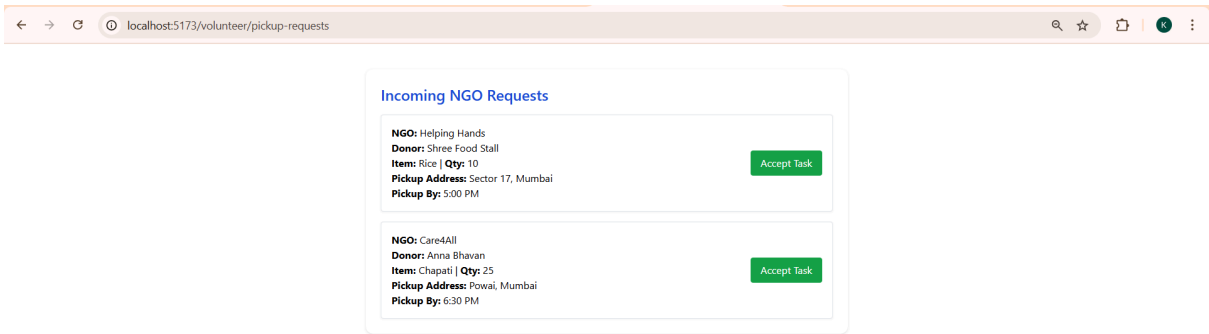 localhost:5173/volunteer/pickup-requests
K
Incoming NGO Requests
NGO: Helping Hands
Donor: Shree Food Stall
Item: Rice | Qty: 10
Pickup Address: Sector 17, Mumbai
Pickup By: 5:00 PM
Accept Task
NGO: Care4All
Donor: Anna Bhavan
Item: Chapati | Qty: 25
Pickup Address: Powai, Mumbai
Pickup By: 6:30 PM
Accept Task